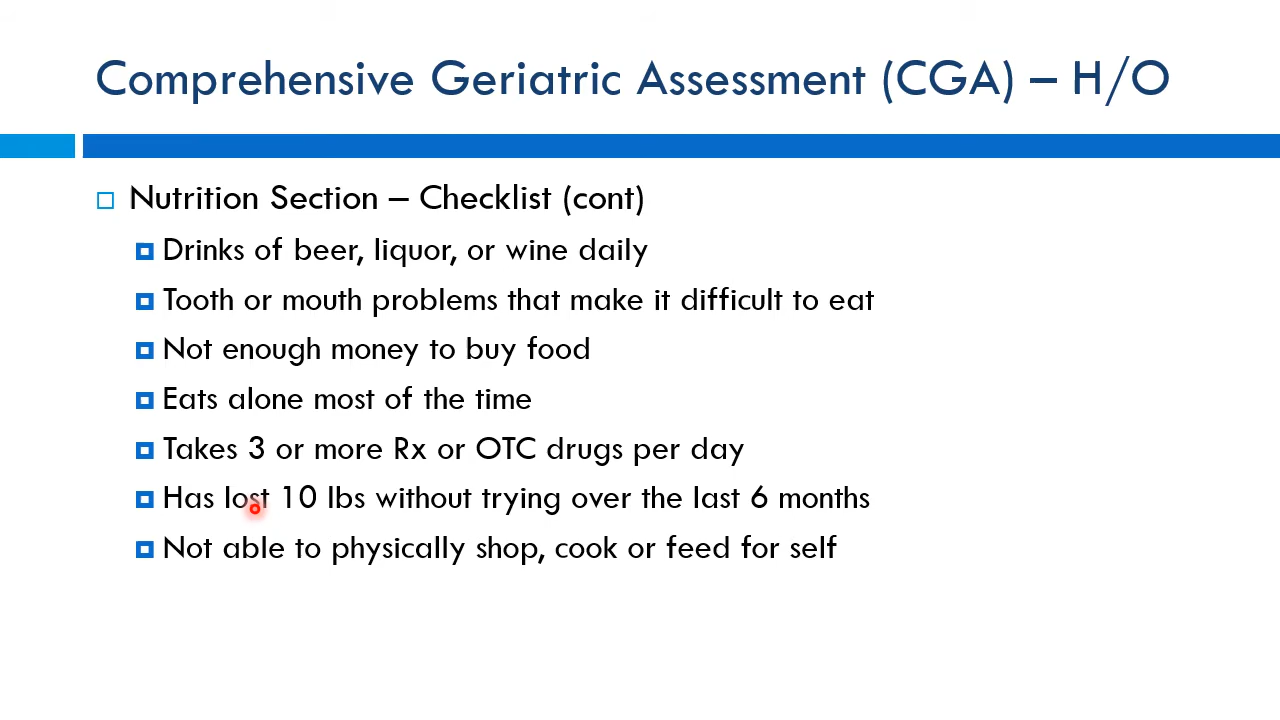 Comprehensive Geriatric Assessment (CGA) – H/O
Nutrition Section – Checklist (cont)
Drinks of beer, liquor, or wine daily
Tooth or mouth problems that make it difficult to eat
Not enough money to buy food
Eats alone most of the time
Takes 3 or more Rx or OTC drugs per day
Has lost 10 lbs without trying over the last 6 months
Not able to physically shop, cook or feed for self